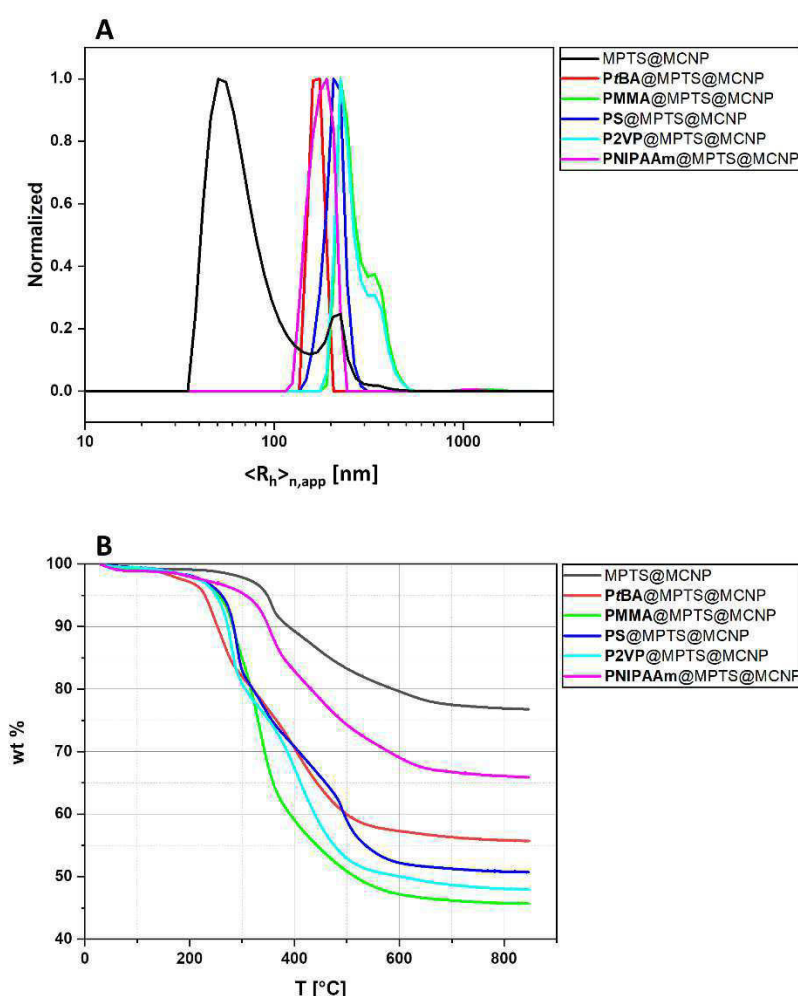 A
MPTS@MCNP
PtBA@MPTS@MCNP
PMMA@MPTS@MCNP
PS@MPTS@MCNP
P2VP@MPTS@MCNP
PNIPAAm@MPTS@MCNP
Normalized
1.0
0.8
0.6
0.4
0.2
0.0
10
100
1000
<Rh>n,app [nm]
B
MPTS@MCNP
PtBA@MPTS@MCNP
PMMA@MPTS@MCNP
PS@MPTS@MCNP
P2VP@MPTS@MCNP
PNIPAAm@MPTS@MCNP
wt %
100
90
80
70
60
50
40
0
200
400
600
800
T [°C]